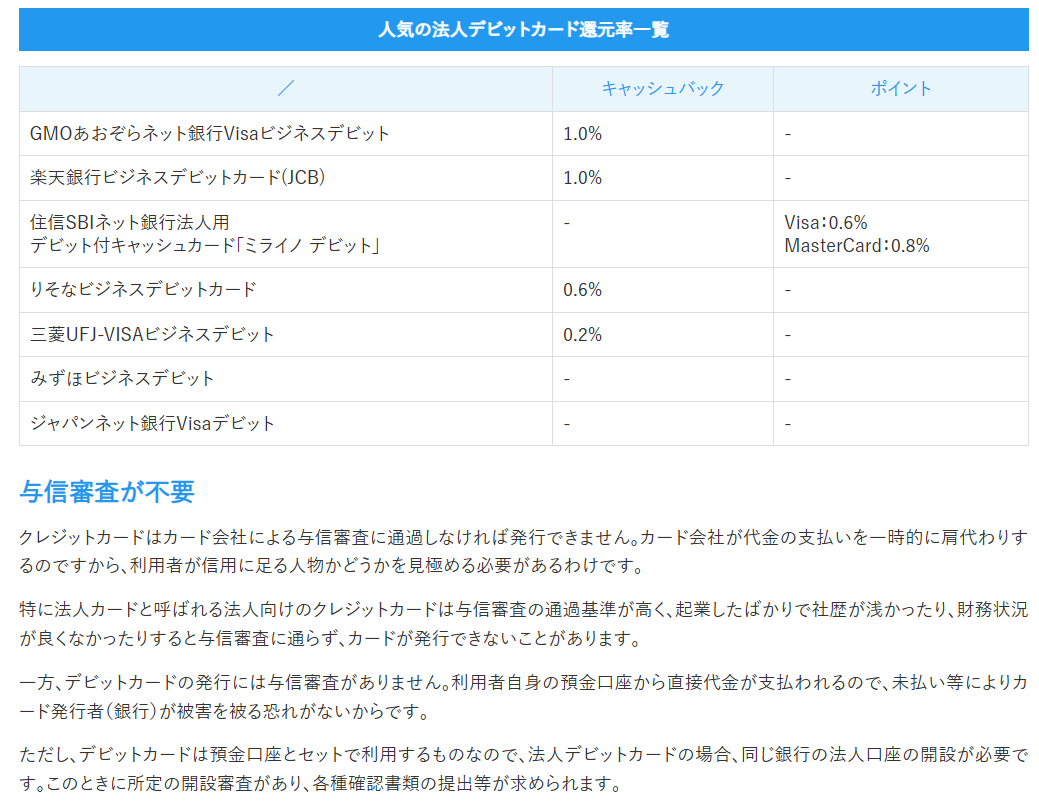 人気の法人デビットカード還元率一覧
／ キャッシュバック ポイント
GMOあおぞらネット銀行Visaビジネスデビット 1.0% -
楽天銀行ビジネスデビットカード(JCB) 1.0% -
住信SBIネット銀行法人用 - Visa：0.6%
デビット付キャッシュカード「ミライノ デビット」 MasterCard：0.8%
りそなビジネスデビットカード 0.6% -
三菱UFJ-VISAビジネスデビット 0.2% -
みずほビジネスデビット - -
ジャパンネット銀行Visaデビット - -
与信審査が不要
クレジットカードはカード会社による与信審査に通過しなければ発行できません。カード会社が代金の支払いを一時的に肩代わりす
るのですから、利用者が信用に足る人物かどうかを見極める必要があるわけです。
特に法人カードと呼ばれる法人向けのクレジットカードは与信審査の通過基準が高く、起業したばかりで社歴が浅かったり、財務状況
が良くなかったりすると与信審査に通らず、カードが発行できないことがあります。
一方、デビットカードの発行には与信審査がありません。利用者自身の預金口座から直接代金が支払われるので、未払い等によりカ
ード発行者（銀行）が被害を被る恐れがないからです。
ただし、デビットカードは預金口座とセットで利用するものなので、法人デビットカードの場合、同じ銀行の法人口座の開設が必要で
す。このときに所定の開設審査があり、各種確認書類の提出等が求められます。